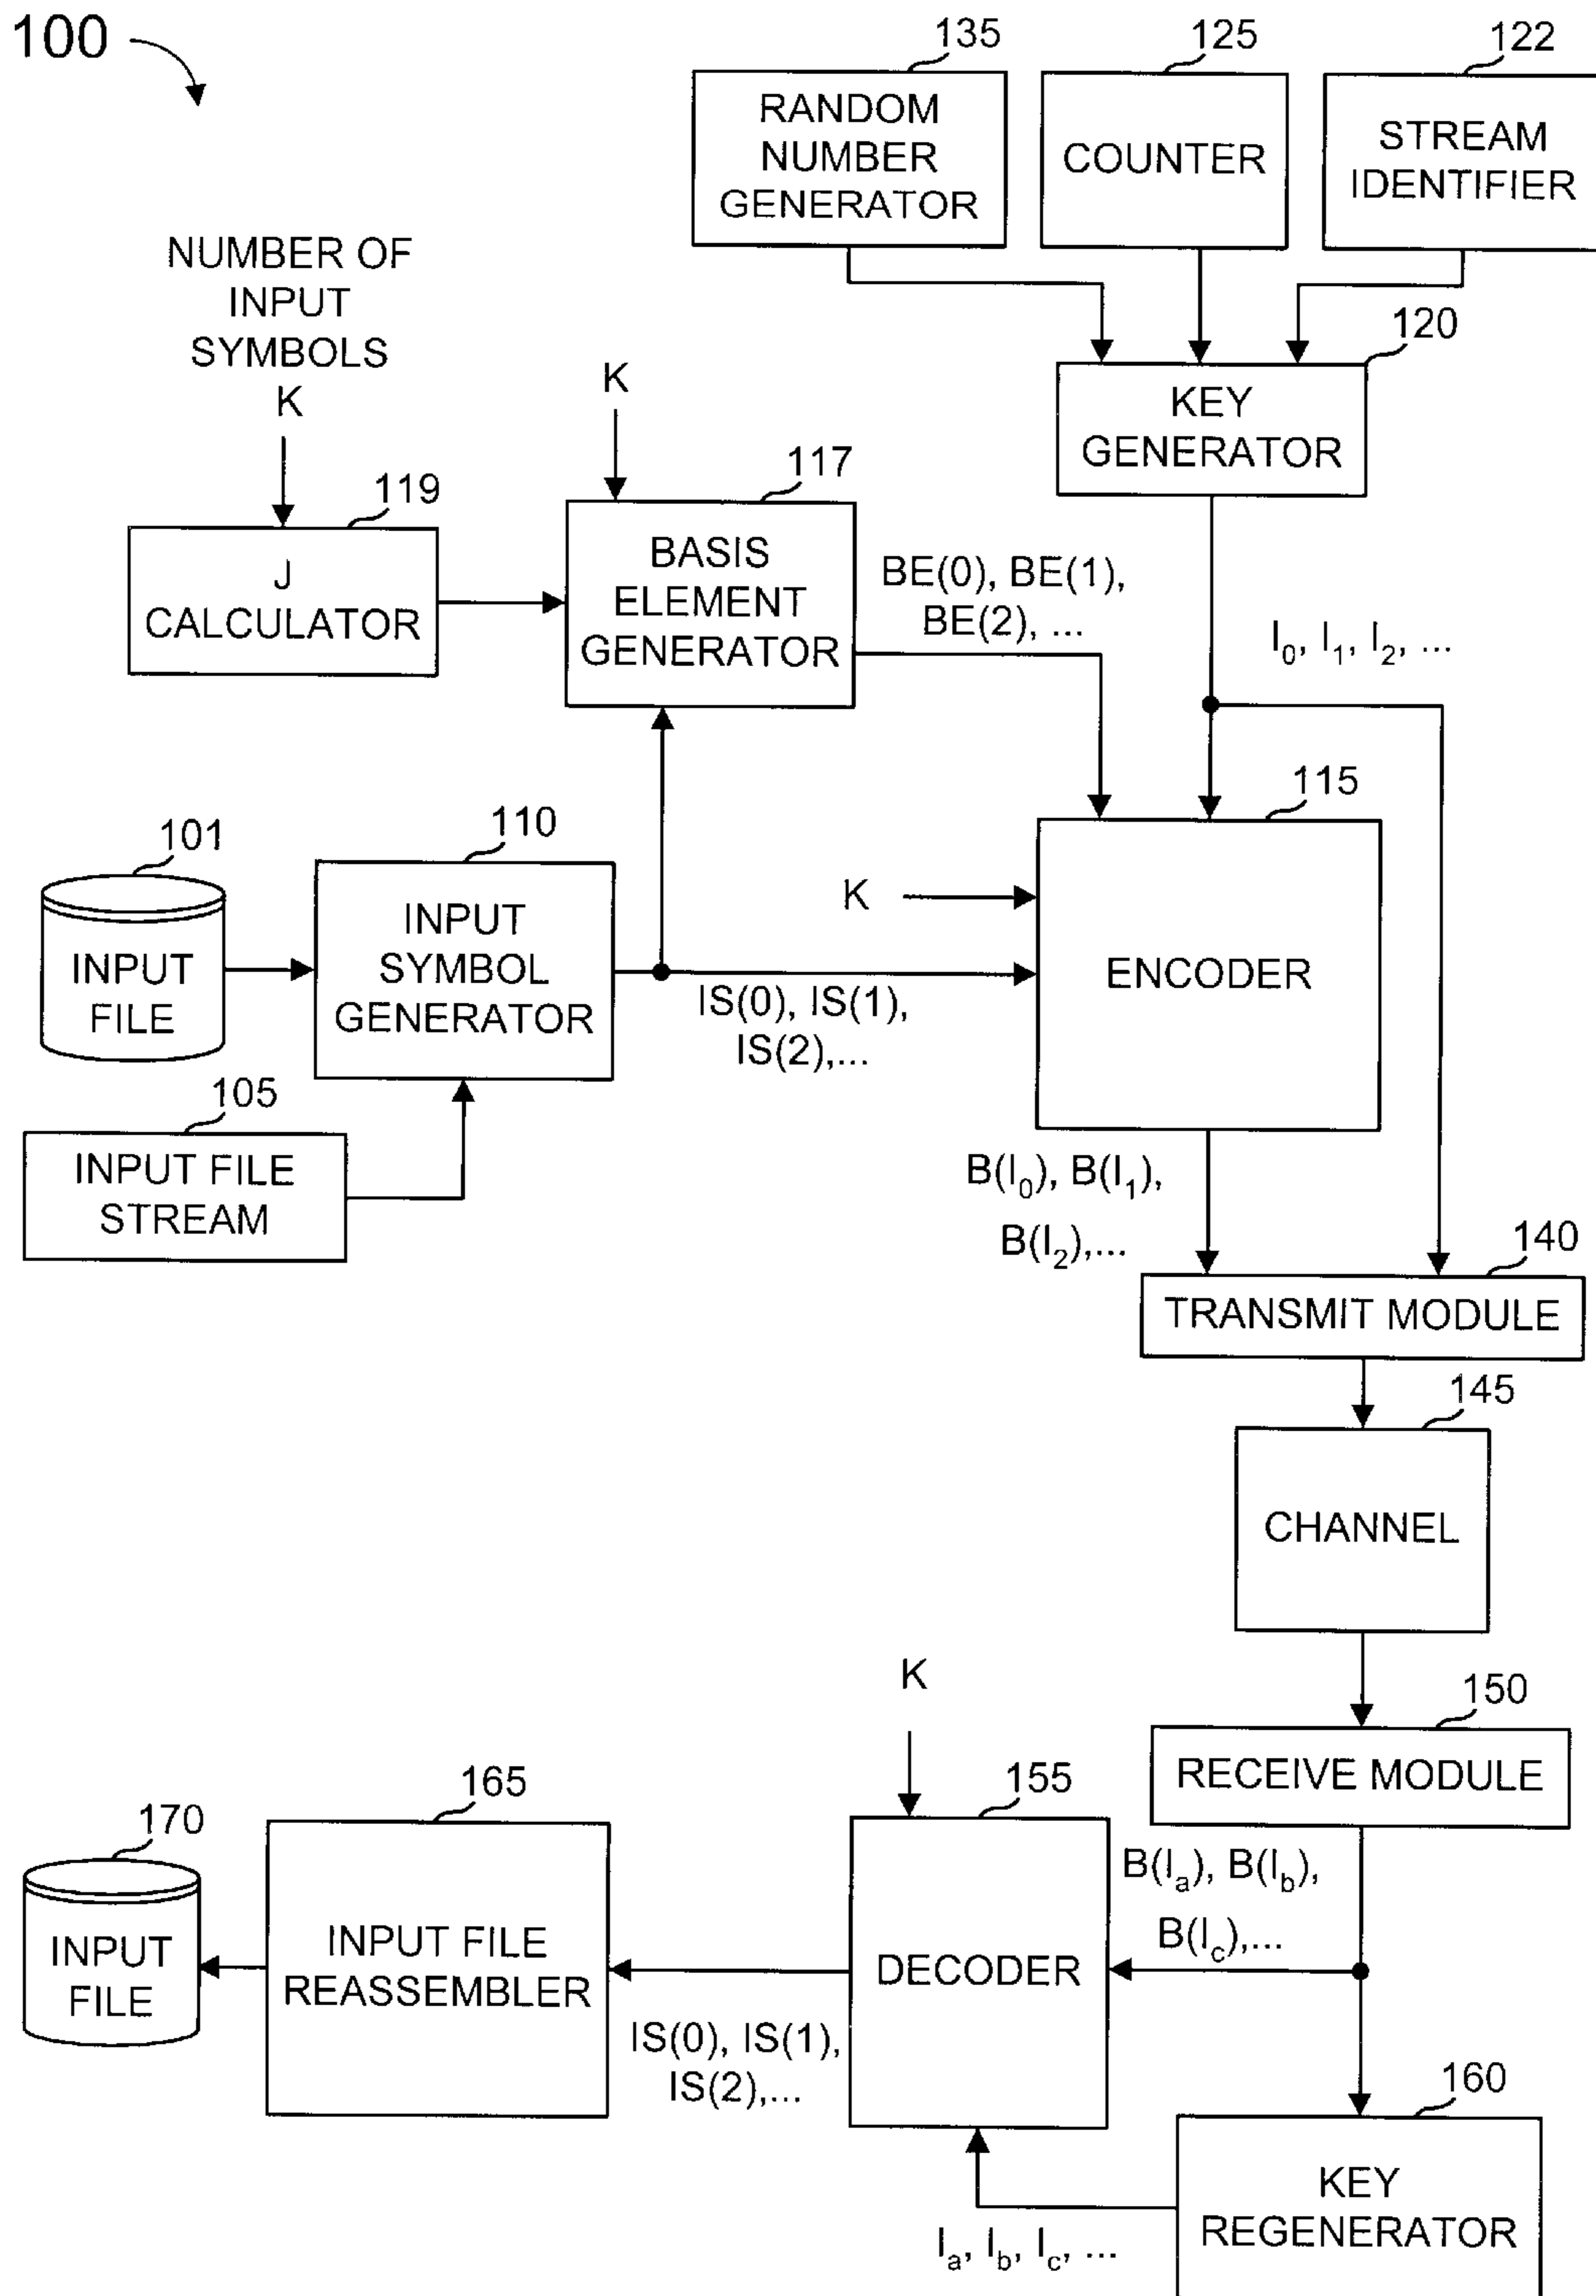 100
135
125
122
RANDOM
NUMBER
GENERATOR
COUNTER
STREAM
IDENTIFIER
NUMBER OF
INPUT
SYMBOLS
K
K
120
KEY
GENERATOR
119
J
CALCULATOR
117
BASIS
ELEMENT
GENERATOR
BE(0), BE(1),
BE(2), ...
I₀, I₁, I₂, ...
101
INPUT
FILE
110
INPUT
SYMBOL
GENERATOR
IS(0), IS(1),
IS(2),...
K
115
ENCODER
105
INPUT FILE
STREAM
B(I₀), B(I₁),
B(I₂),...
140
TRANSMIT MODULE
145
CHANNEL
150
RECEIVE MODULE
K
155
DECODER
B(Iₐ), B(I_b),
B(I_c),...
165
INPUT FILE
REASSEMBLER
170
INPUT
FILE
IS(0), IS(1),
IS(2),...
160
KEY
REGENERATOR
Iₐ, I_b, I_c, ...